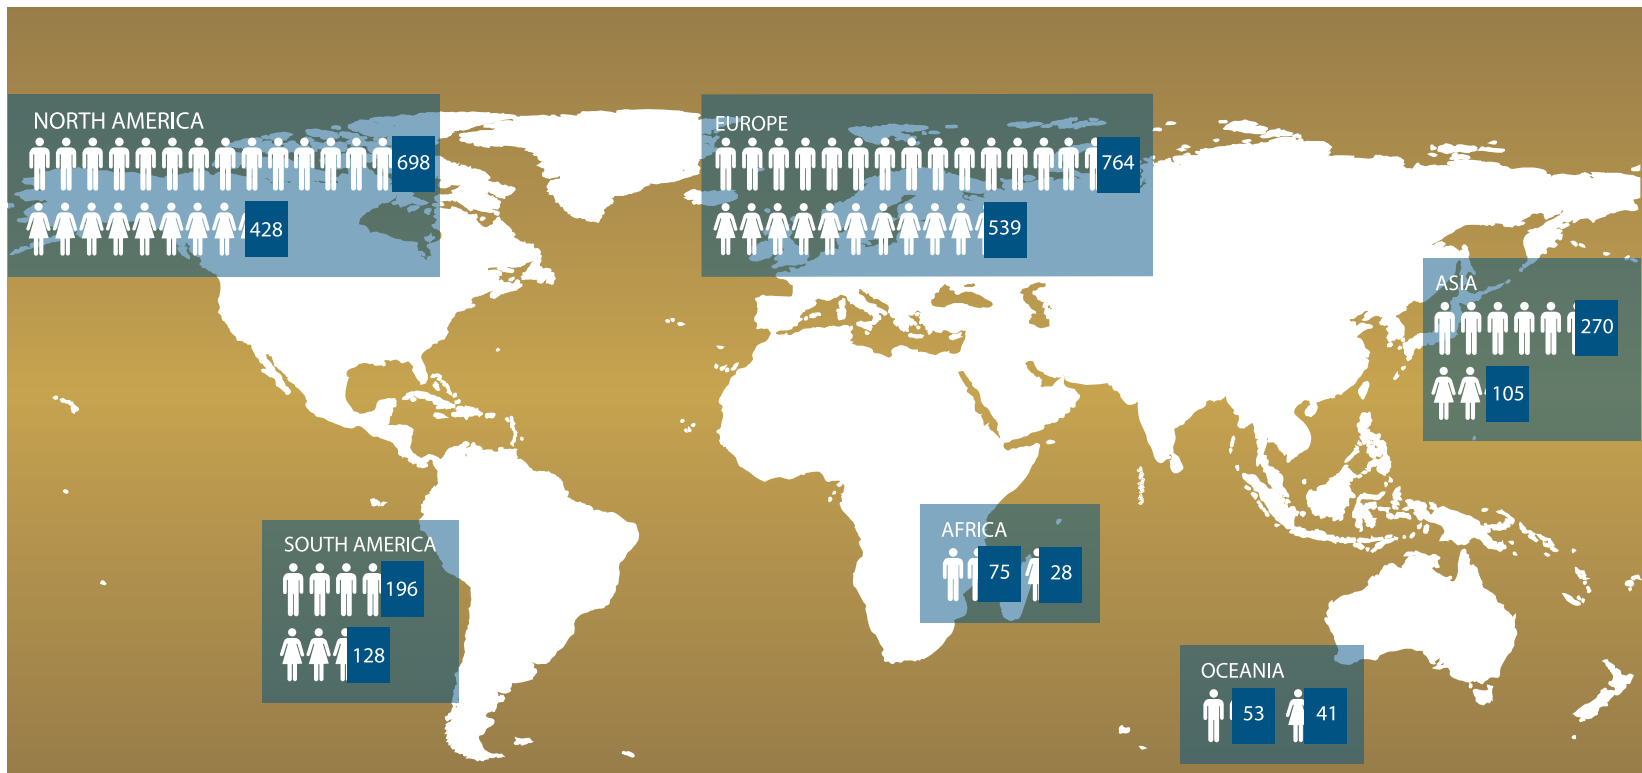 NORTH AMERICA
698
428
EUROPE
764
539
ASIA
270
105
SOUTH AMERICA
196
128
AFRICA
75 28
OCEANIA
53 41